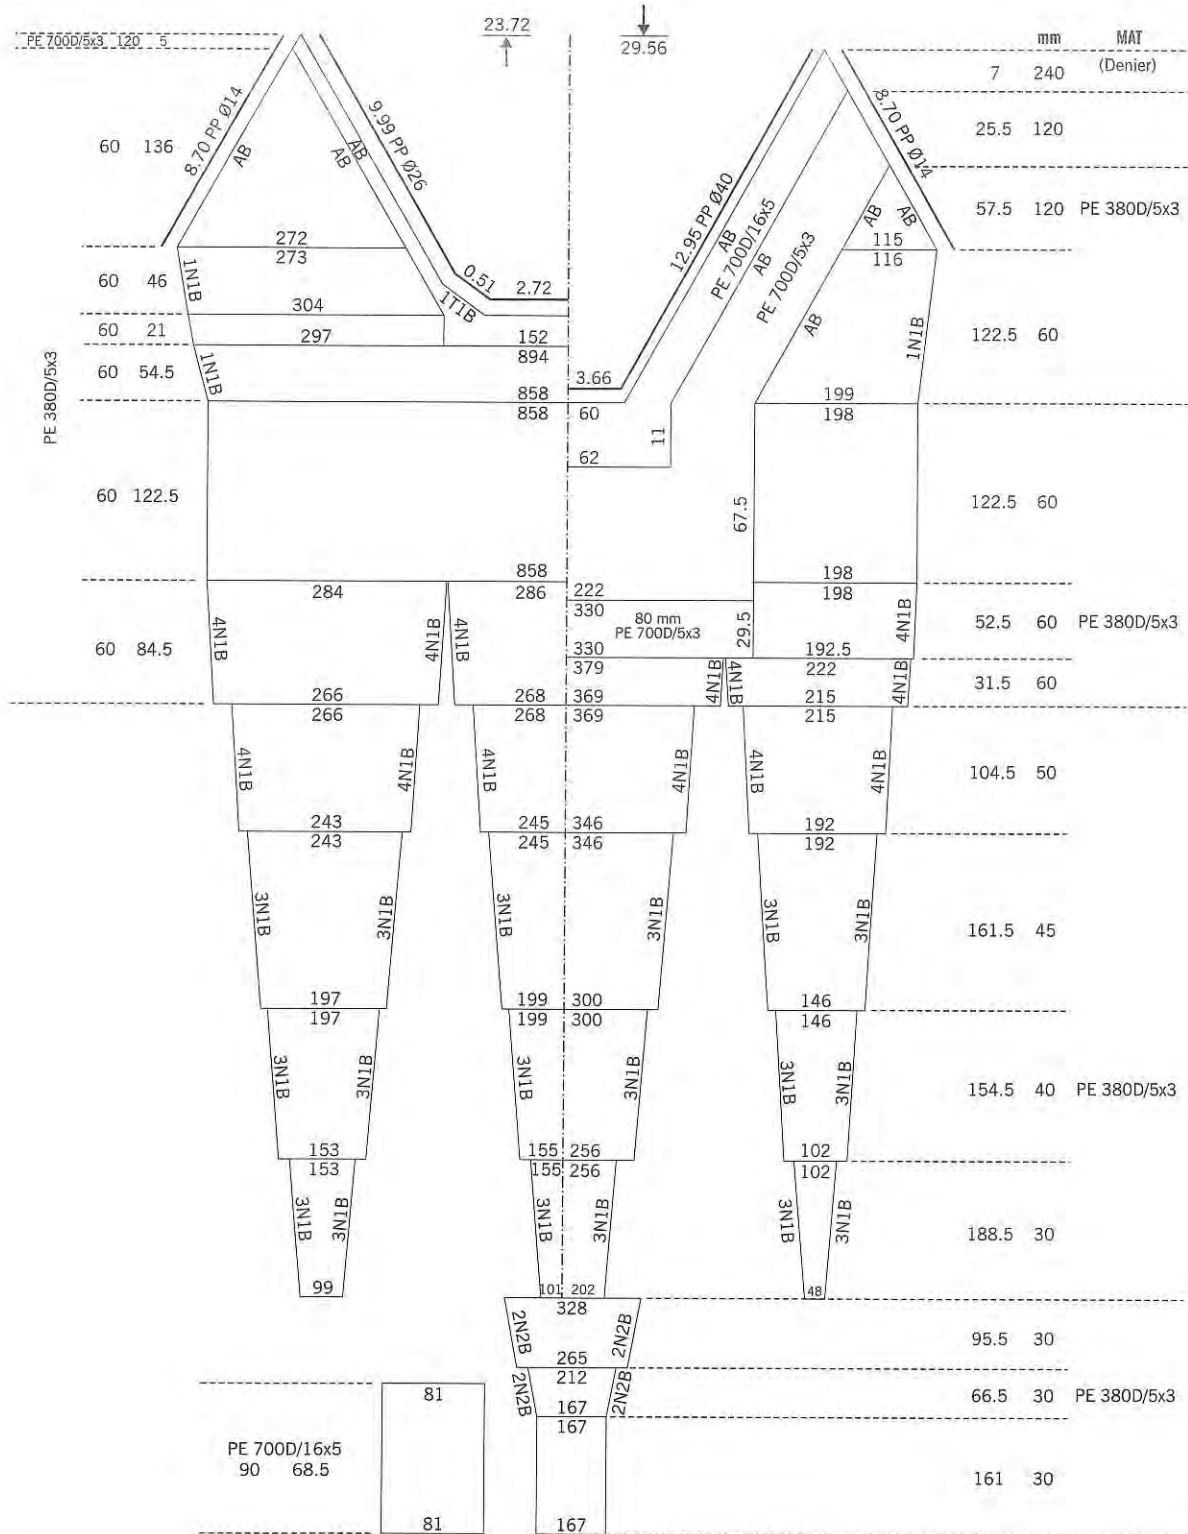 23.72
29.56
mm MAT
PE 700D/5x3 120 5
7 240 (Denier)
8.70 PP Ø14
9.99 PP Ø26
AB
AB
AB
60 136
25.5 120
8.70 PP Ø14
12.95 PP Ø40
AB
PE 700D/16x5
AB
PE 700D/5x3
AB
AB
AB
57.5 120 PE 380D/5x3
272
273
115
116
60 46
1N1B
0.51 2.72
1T1B
304
60 21
297
152
894
1N1B
122.5 60
PE 380D/5x3
60 54.5
1N1B
3.66
858
858
60
199
198
11
62
60 122.5
67.5
122.5 60
858
198
284
286
222
330
198
80 mm
PE 700D/5x3
29.5
4N1B
4N1B
4N1B
4N1B
52.5 60 PE 380D/5x3
60 84.5
330
379
192.5
222
4N1B
4N1B
4N1B
31.5 60
266
266
268 369
268 369
215
215
4N1B
4N1B
4N1B
4N1B
4N1B
4N1B
104.5 50
243
243
245 346
245 346
192
192
3N1B
3N1B
3N1B
3N1B
3N1B
3N1B
161.5 45
197
197
199 300
199 300
146
146
3N1B
3N1B
3N1B
3N1B
3N1B
3N1B
154.5 40 PE 380D/5x3
153
153
155 256
155 256
102
102
3N1B
3N1B
3N1B
3N1B
3N1B
3N1B
188.5 30
99
101 202
48
328
2N2B
2N2B
95.5 30
265
212
2N2B
2N2B
66.5 30 PE 380D/5x3
81
167
167
PE 700D/16x5
90 68.5
161 30
81
167